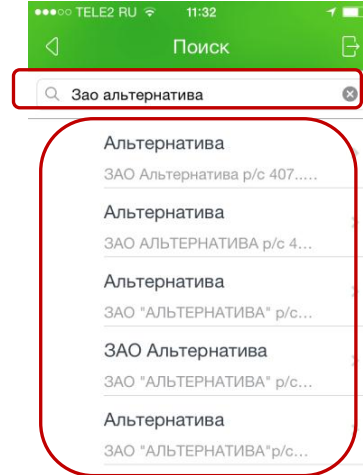 TELE2 RU 11:32
Поиск
Зао альтернатива
Альтернатива
ЗАО Альтернатива р/с 407.....
Альтернатива
ЗАО АЛЬТЕРНАТИВА р/с 4...
Альтернатива
ЗАО "АЛЬТЕРНАТИВА" р/с...
ЗАО Альтернатива
ЗАО "АЛЬТЕРНАТИВА" р/с...
Альтернатива
ЗАО "АЛЬТЕРНАТИВА"р/с...